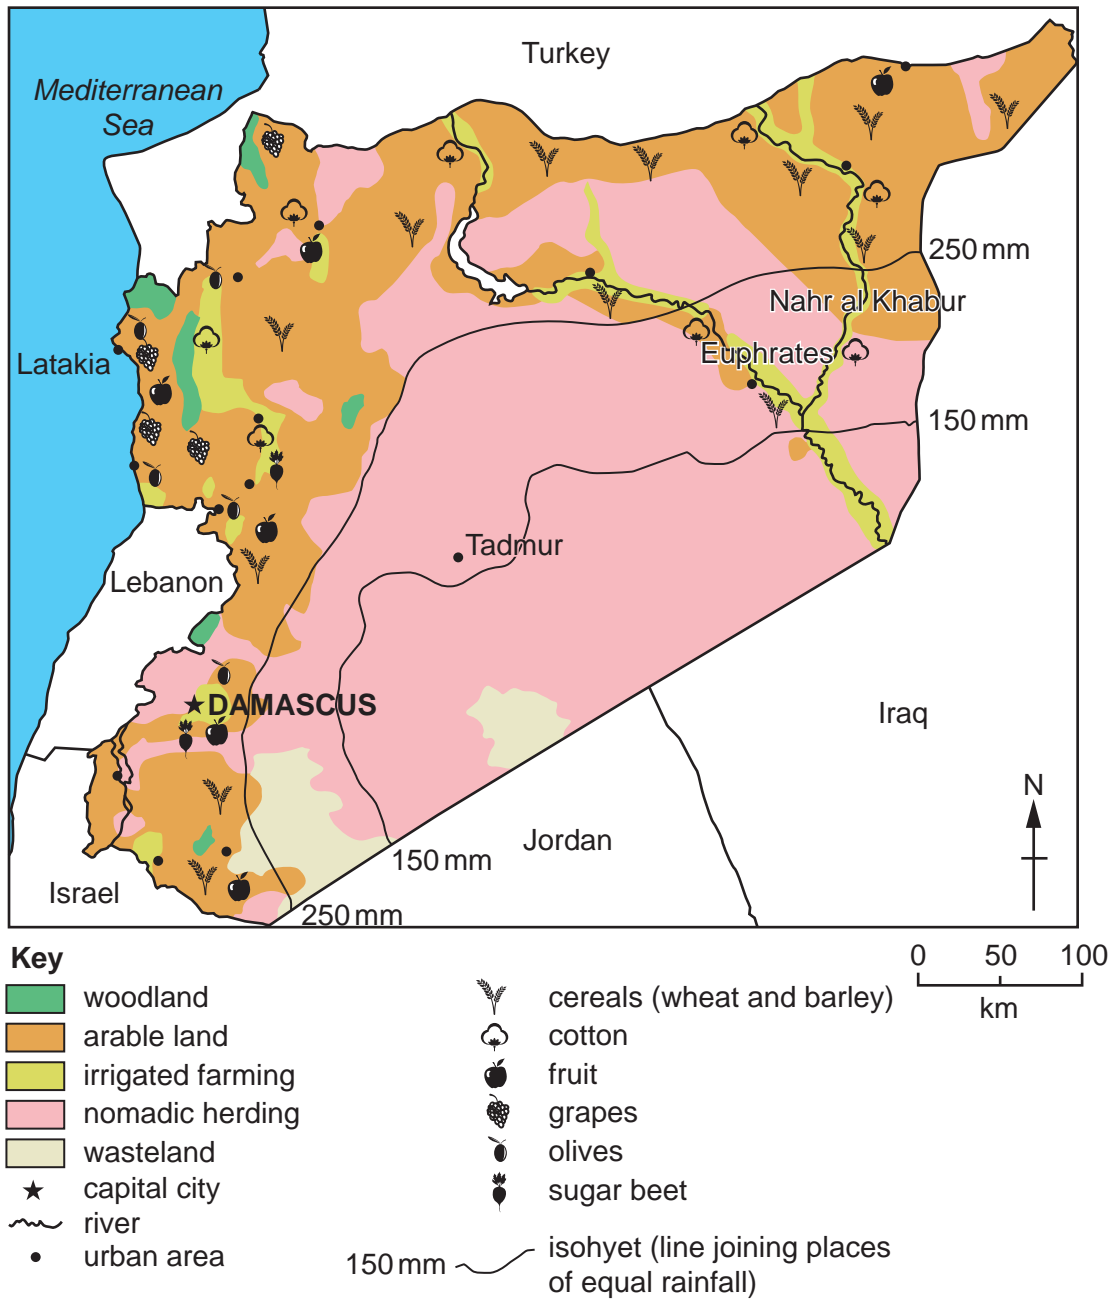 Turkey
Mediterranean
Sea
250 mm
Nahr al Khabur
Euphrates
Latakia
150 mm
Tadmur
Lebanon
DAMASCUS
Iraq
N
Jordan
150 mm
Israel
250 mm
Key
0 50 100
km
woodland
arable land
irrigated farming
nomadic herding
wasteland
capital city
river
urban area
cereals (wheat and barley)
cotton
fruit
grapes
olives
sugar beet
150 mm
isohyet (line joining places
of equal rainfall)